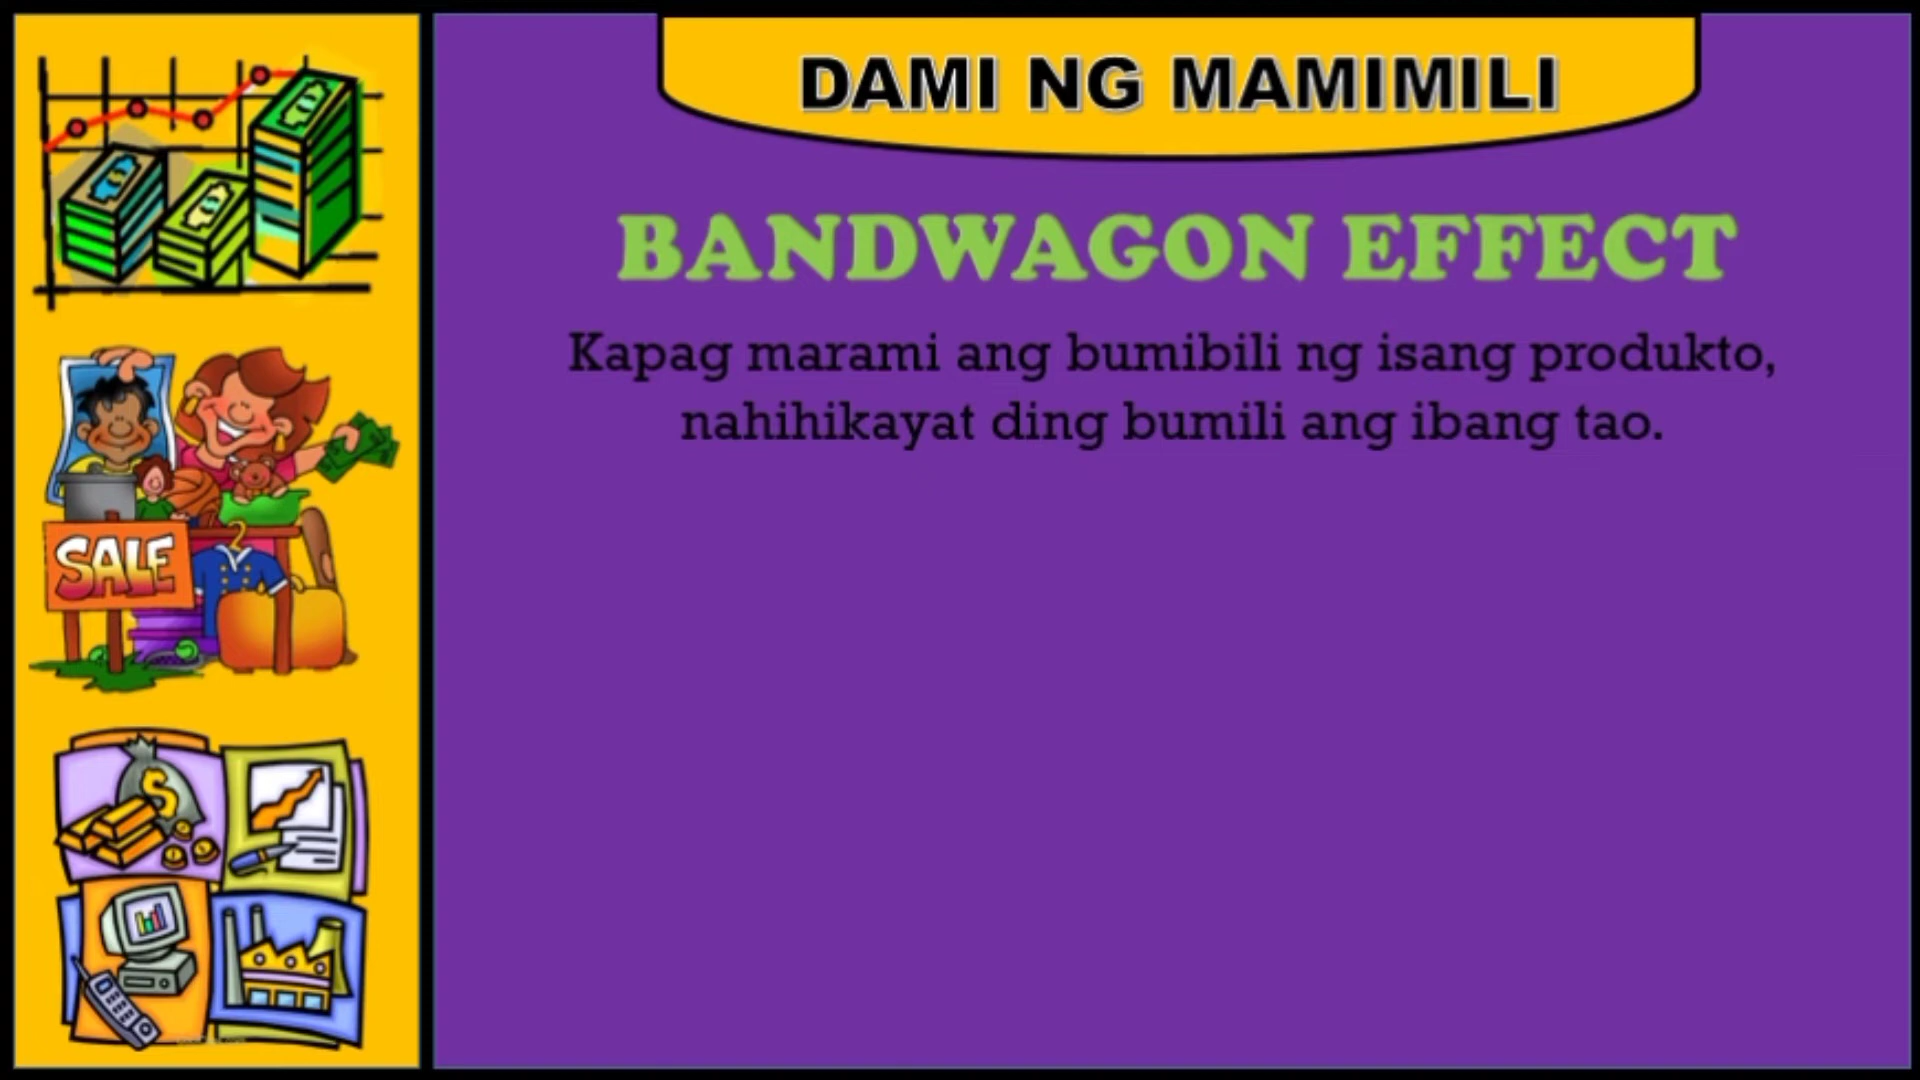 DAMI NG MAMIMILI
BANDWAGON EFFECT
Kapag marami ang bumibili ng isang produkto,
nahihikayat ding bumili ang ibang tao.
SALE